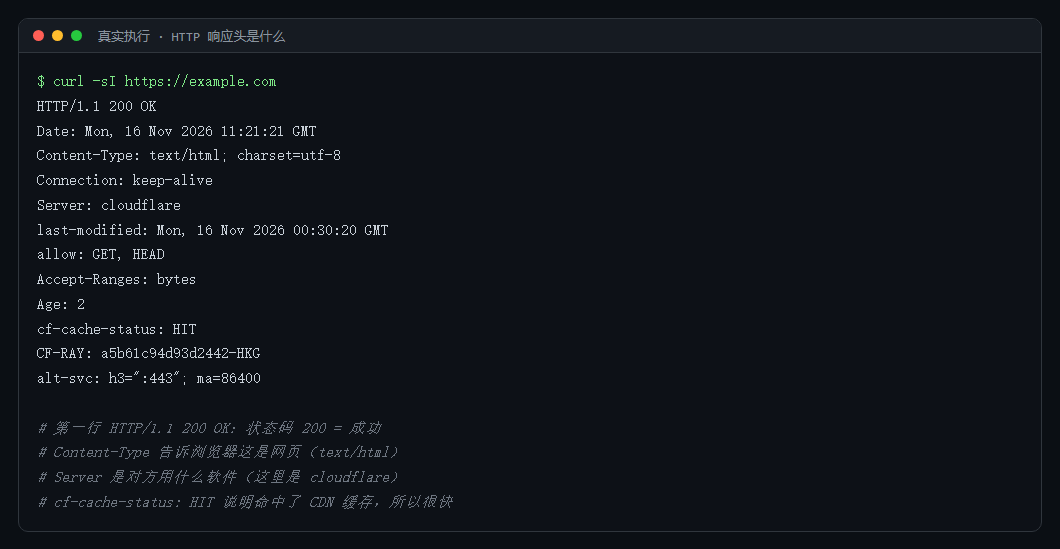 真实执行 · HTTP 响应头是什么
$ curl -sI https://example.com
HTTP/1.1 200 OK
Date: Mon, 16 Nov 2026 11:21:21 GMT
Content-Type: text/html; charset=utf-8
Connection: keep-alive
Server: cloudflare
last-modified: Mon, 16 Nov 2026 00:30:20 GMT
allow: GET, HEAD
Accept-Ranges: bytes
Age: 2
cf-cache-status: HIT
CF-RAY: a5b61c94d93d2442-HKG
alt-svc: h3=":443"; ma=86400
# 第一行 HTTP/1.1 200 OK: 状态码 200 = 成功
# Content-Type 告诉浏览器这是网页 (text/html)
# Server 是对方用什么软件 (这里是 cloudflare)
# cf-cache-status: HIT 说明命中了 CDN 缓存，所以很快